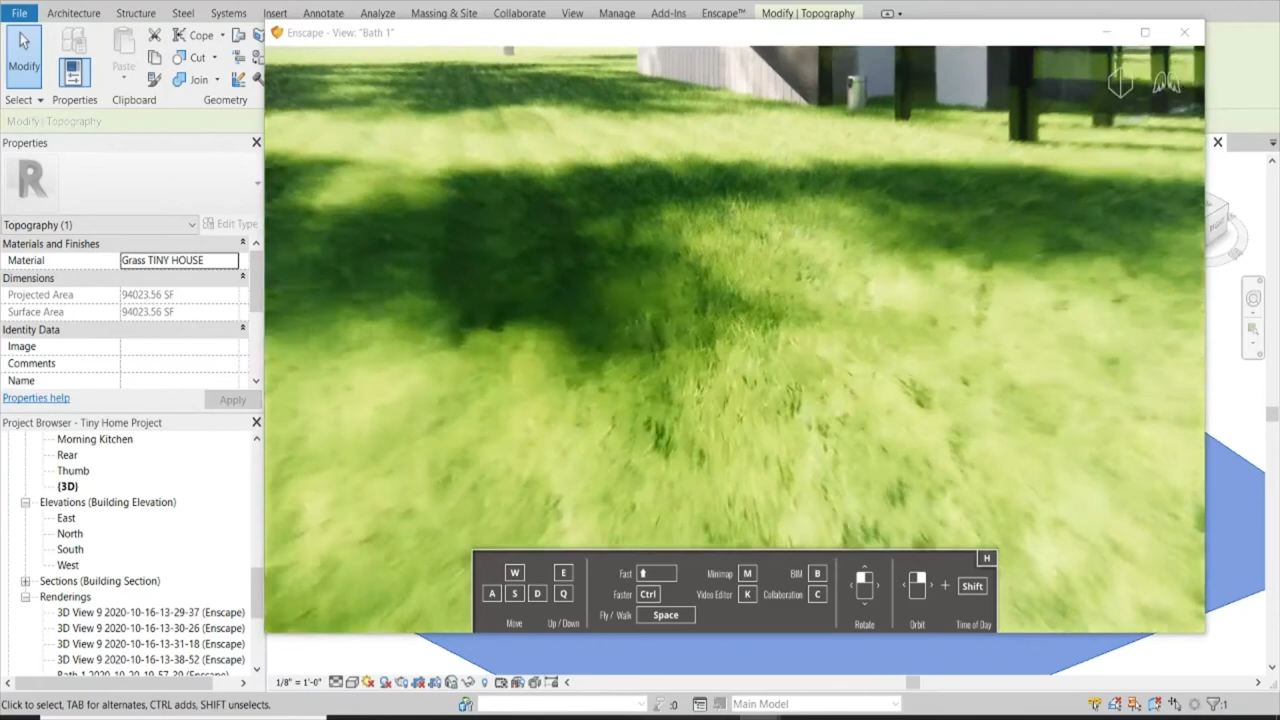 File Architecture Structure Steel Systems Insert Annotate Analyze Massing & Site Collaborate View Manage Add-Ins Enscape™ Modify | Topography
Enscape - View: "Bath 1"
Cope
Cut
Join
Modify
Paste
Select Properties Clipboard Geometry
Modify | Topography
Properties
R
Topography (1) Edit Type
Materials and Finishes
Material Grass TINY HOUSE
Dimensions
Projected Area 94023.56 SF
Surface Area 94023.56 SF
Identity Data
Image
Comments
Name
Properties help Apply
Project Browser - Tiny Home Project
Morning Kitchen
Rear
Thumb
{3D}
Elevations (Building Elevation)
East
North
South
West
Sections (Building Section)
Renderings
3D View 9 2020-10-16-13-29-37 (Enscape)
3D View 9 2020-10-16-13-30-26 (Enscape)
3D View 9 2020-10-16-13-31-18 (Enscape)
3D View 9 2020-10-16-13-38-52 (Enscape)
H
W E Fast Minimap M BIM B
A S D Q Faster Ctrl Video Editor K Collaboration C
+ Shift
Fly / Walk Space
Move Up / Down Rotate Orbit Time of Day
1/8" = 1'-0"
Click to select, TAB for alternates, CTRL adds, SHIFT unselects. :0 Main Model :1